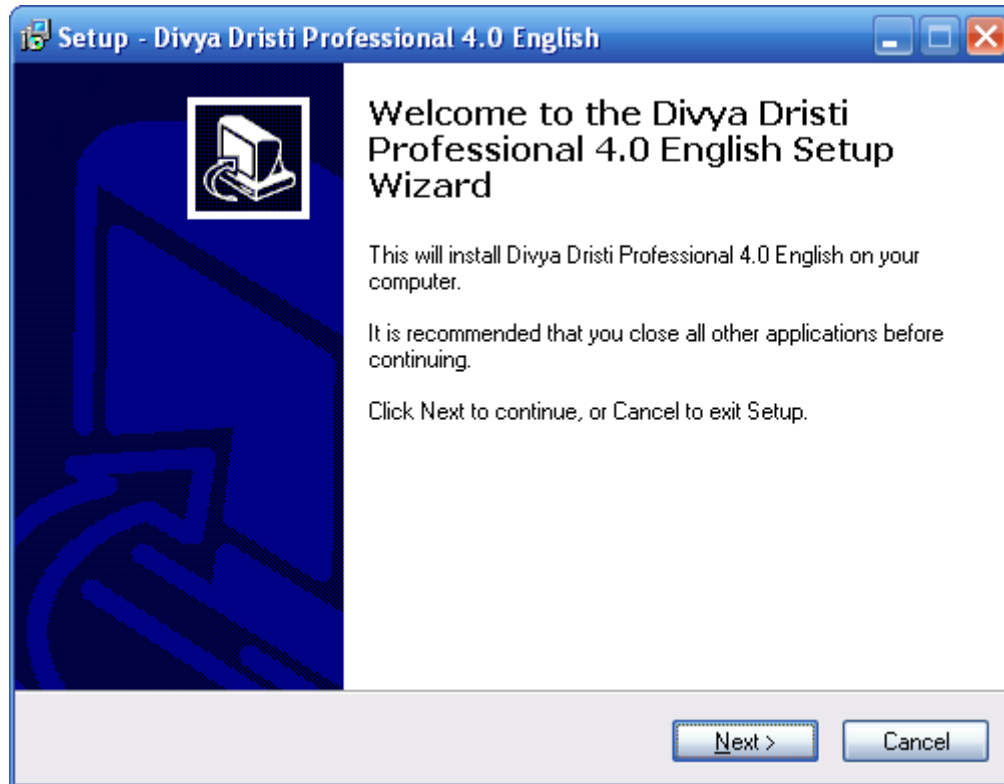 Setup - Divya Dristi Professional 4.0 English
Welcome to the Divya Dristi
Professional 4.0 English Setup
Wizard
This will install Divya Dristi Professional 4.0 English on your
computer.
It is recommended that you close all other applications before
continuing.
Click Next to continue, or Cancel to exit Setup.
Next >
Cancel